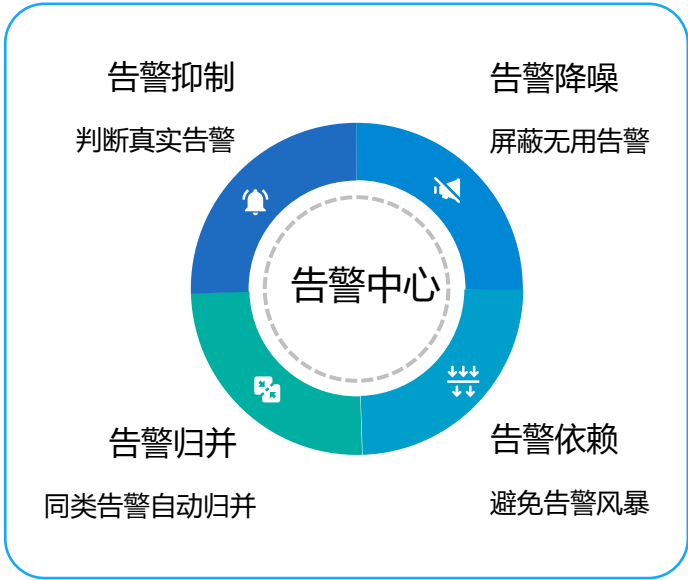 告警抑制
判断真实告警
告警降噪
屏蔽无用告警
告警中心
告警归并
同类告警自动归并
告警依赖
避免告警风暴